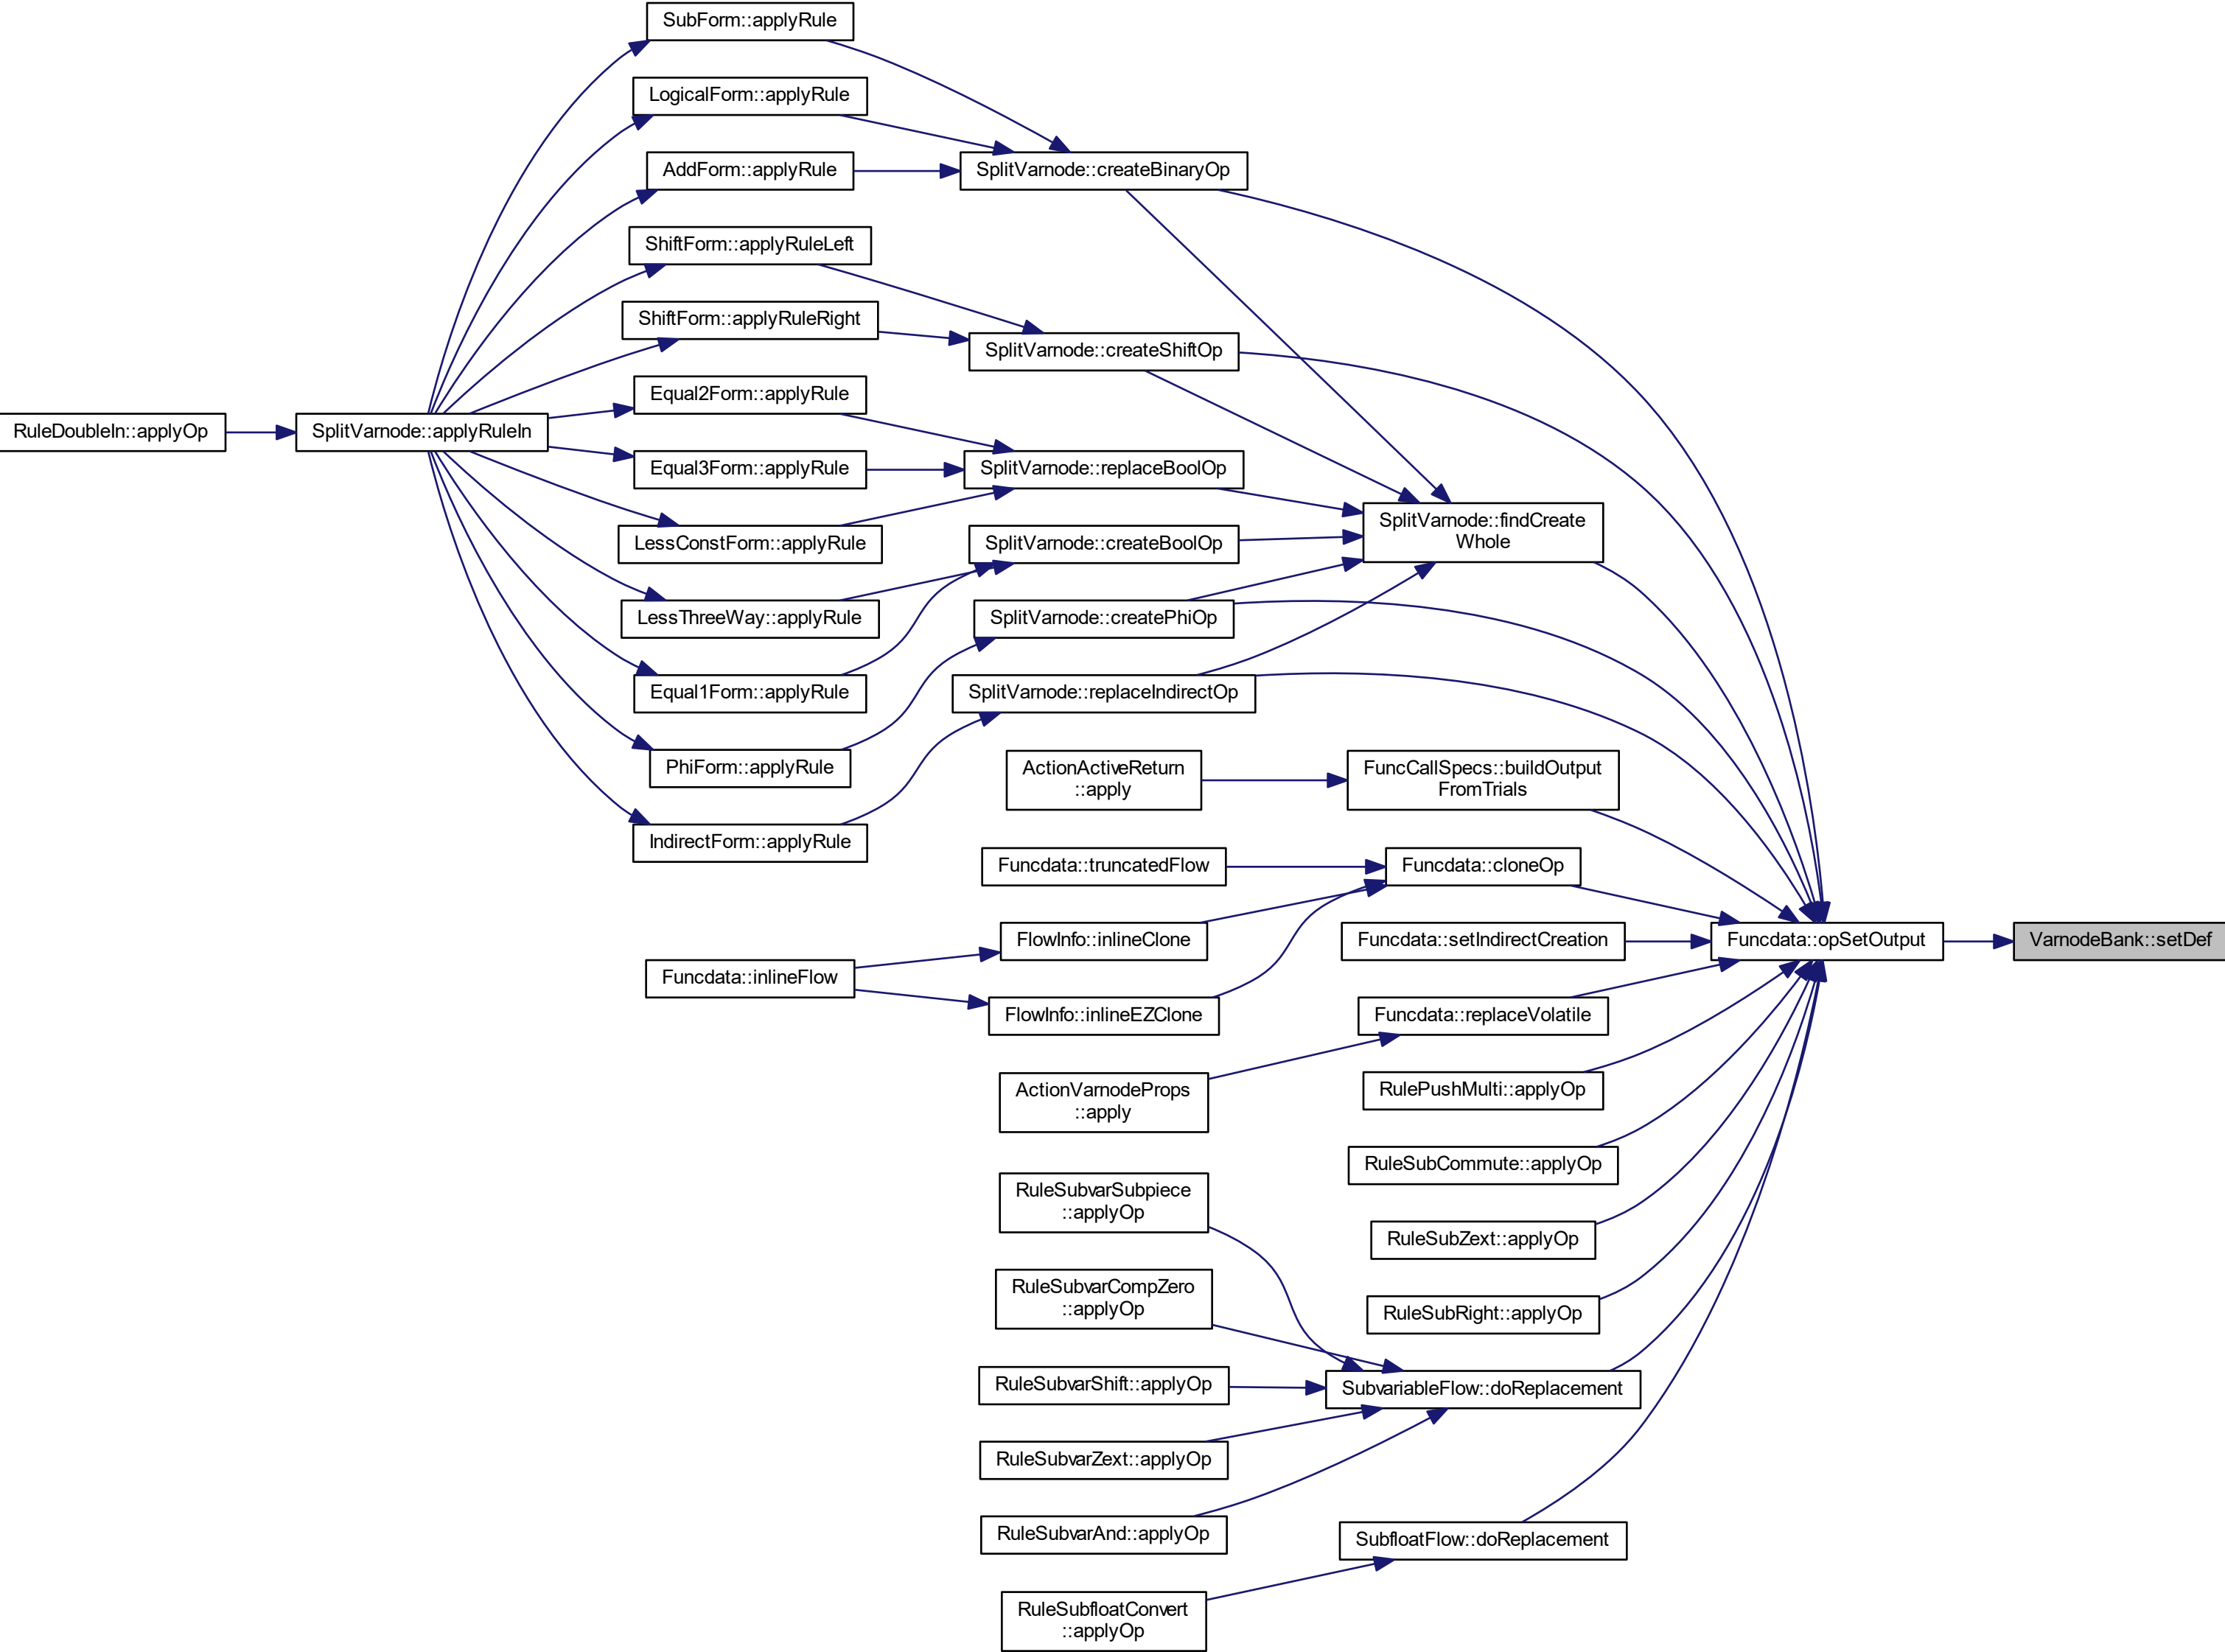 SubForm::applyRule
LogicalForm::applyRule
AddForm::applyRule
SplitVarnode::createBinaryOp
ShiftForm::applyRuleLeft
ShiftForm::applyRuleRight
SplitVarnode::createShiftOp
Equal2Form::applyRule
RuleDoubleIn::applyOp
SplitVarnode::applyRuleIn
Equal3Form::applyRule
SplitVarnode::replaceBoolOp
SplitVarnode::findCreate
Whole
LessConstForm::applyRule
SplitVarnode::createBoolOp
LessThreeWay::applyRule
SplitVarnode::createPhiOp
Equal1Form::applyRule
SplitVarnode::replaceIndirectOp
PhiForm::applyRule
ActionActiveReturn
::apply
FuncCallSpecs::buildOutput
FromTrials
IndirectForm::applyRule
Funcdata::truncatedFlow
Funcdata::cloneOp
FlowInfo::inlineClone
Funcdata::setIndirectCreation
Funcdata::opSetOutput
VarnodeBank::setDef
Funcdata::inlineFlow
FlowInfo::inlineEZClone
Funcdata::replaceVolatile
ActionVarnodeProps
::apply
RulePushMulti::applyOp
RuleSubCommute::applyOp
RuleSubvarSubpiece
::applyOp
RuleSubZext::applyOp
RuleSubvarCompZero
::applyOp
RuleSubRight::applyOp
RuleSubvarShift::applyOp
SubvariableFlow::doReplacement
RuleSubvarZext::applyOp
RuleSubvarAnd::applyOp
SubfloatFlow::doReplacement
RuleSubfloatConvert
::applyOp